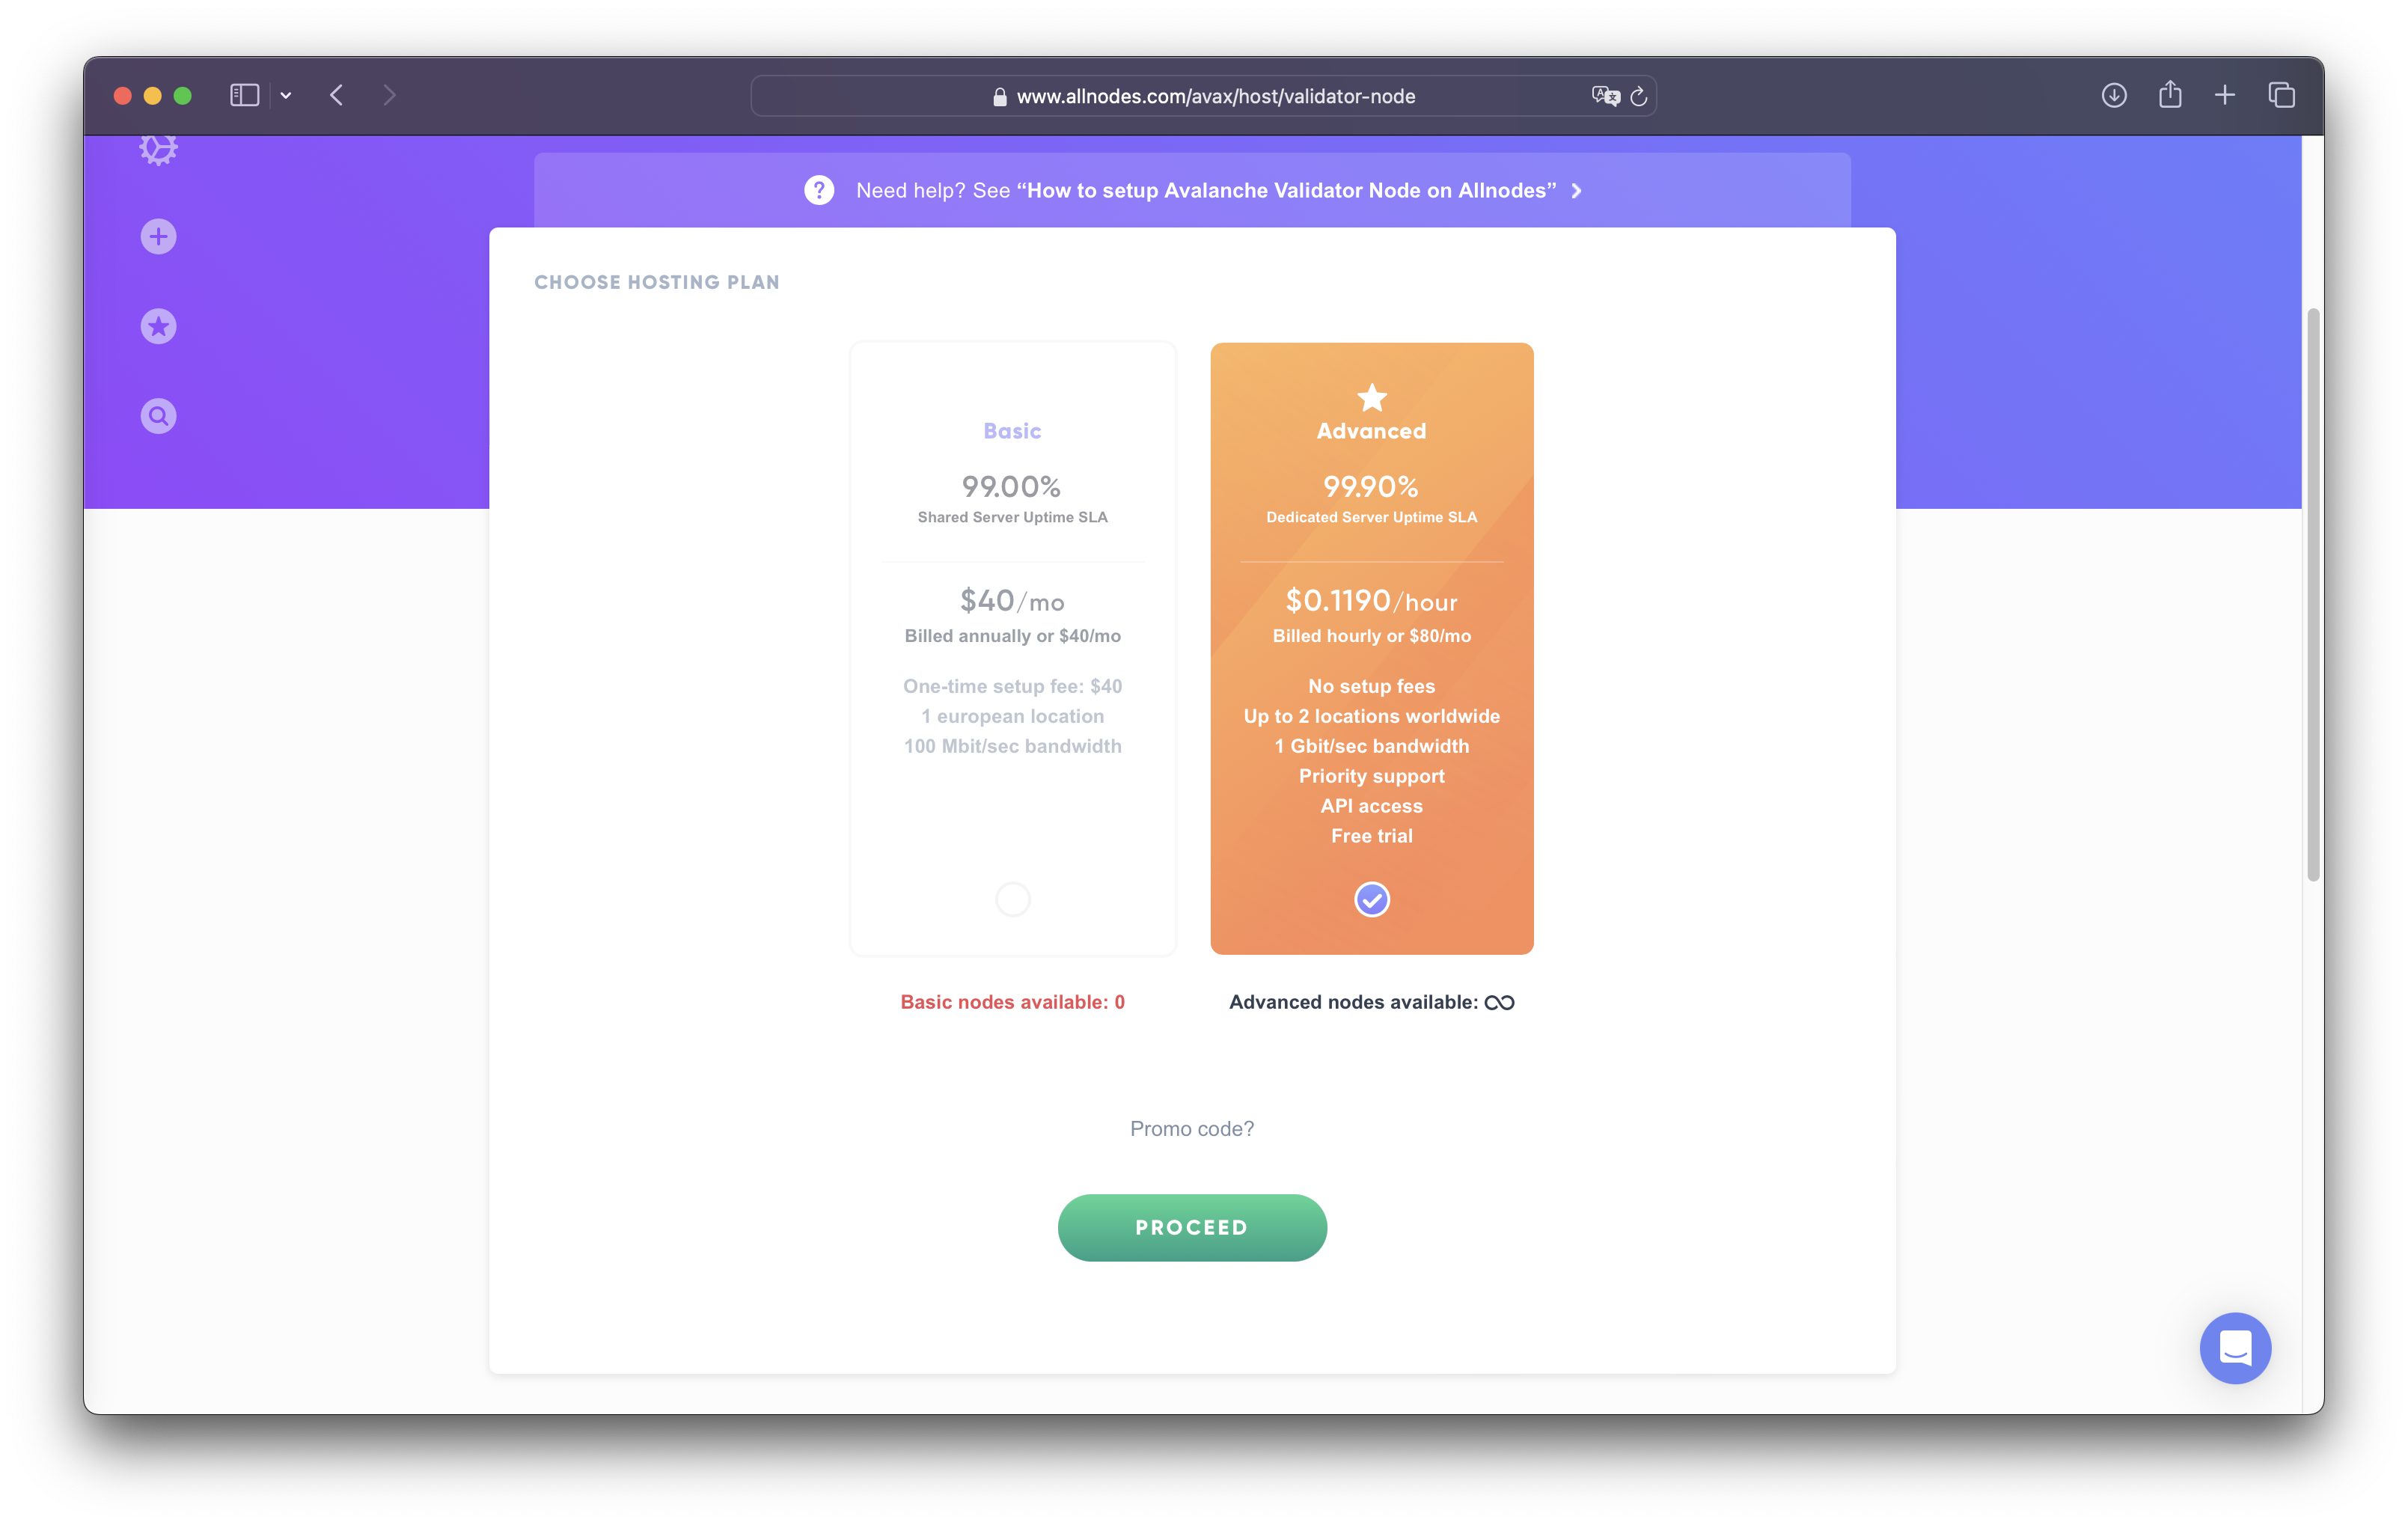 www.allnodes.com/avax/host/validator-node
Need help? See “How to setup Avalanche Validator Node on Allnodes”
CHOOSE HOSTING PLAN
Basic
99.00%
Shared Server Uptime SLA
$40/mo
Billed annually or $40/mo
One-time setup fee: $40
1 european location
100 Mbit/sec bandwidth
Basic nodes available: 0
Advanced
99.90%
Dedicated Server Uptime SLA
$0.1190/hour
Billed hourly or $80/mo
No setup fees
Up to 2 locations worldwide
1 Gbit/sec bandwidth
Priority support
API access
Free trial
Advanced nodes available: ∞
Promo code?
PROCEED